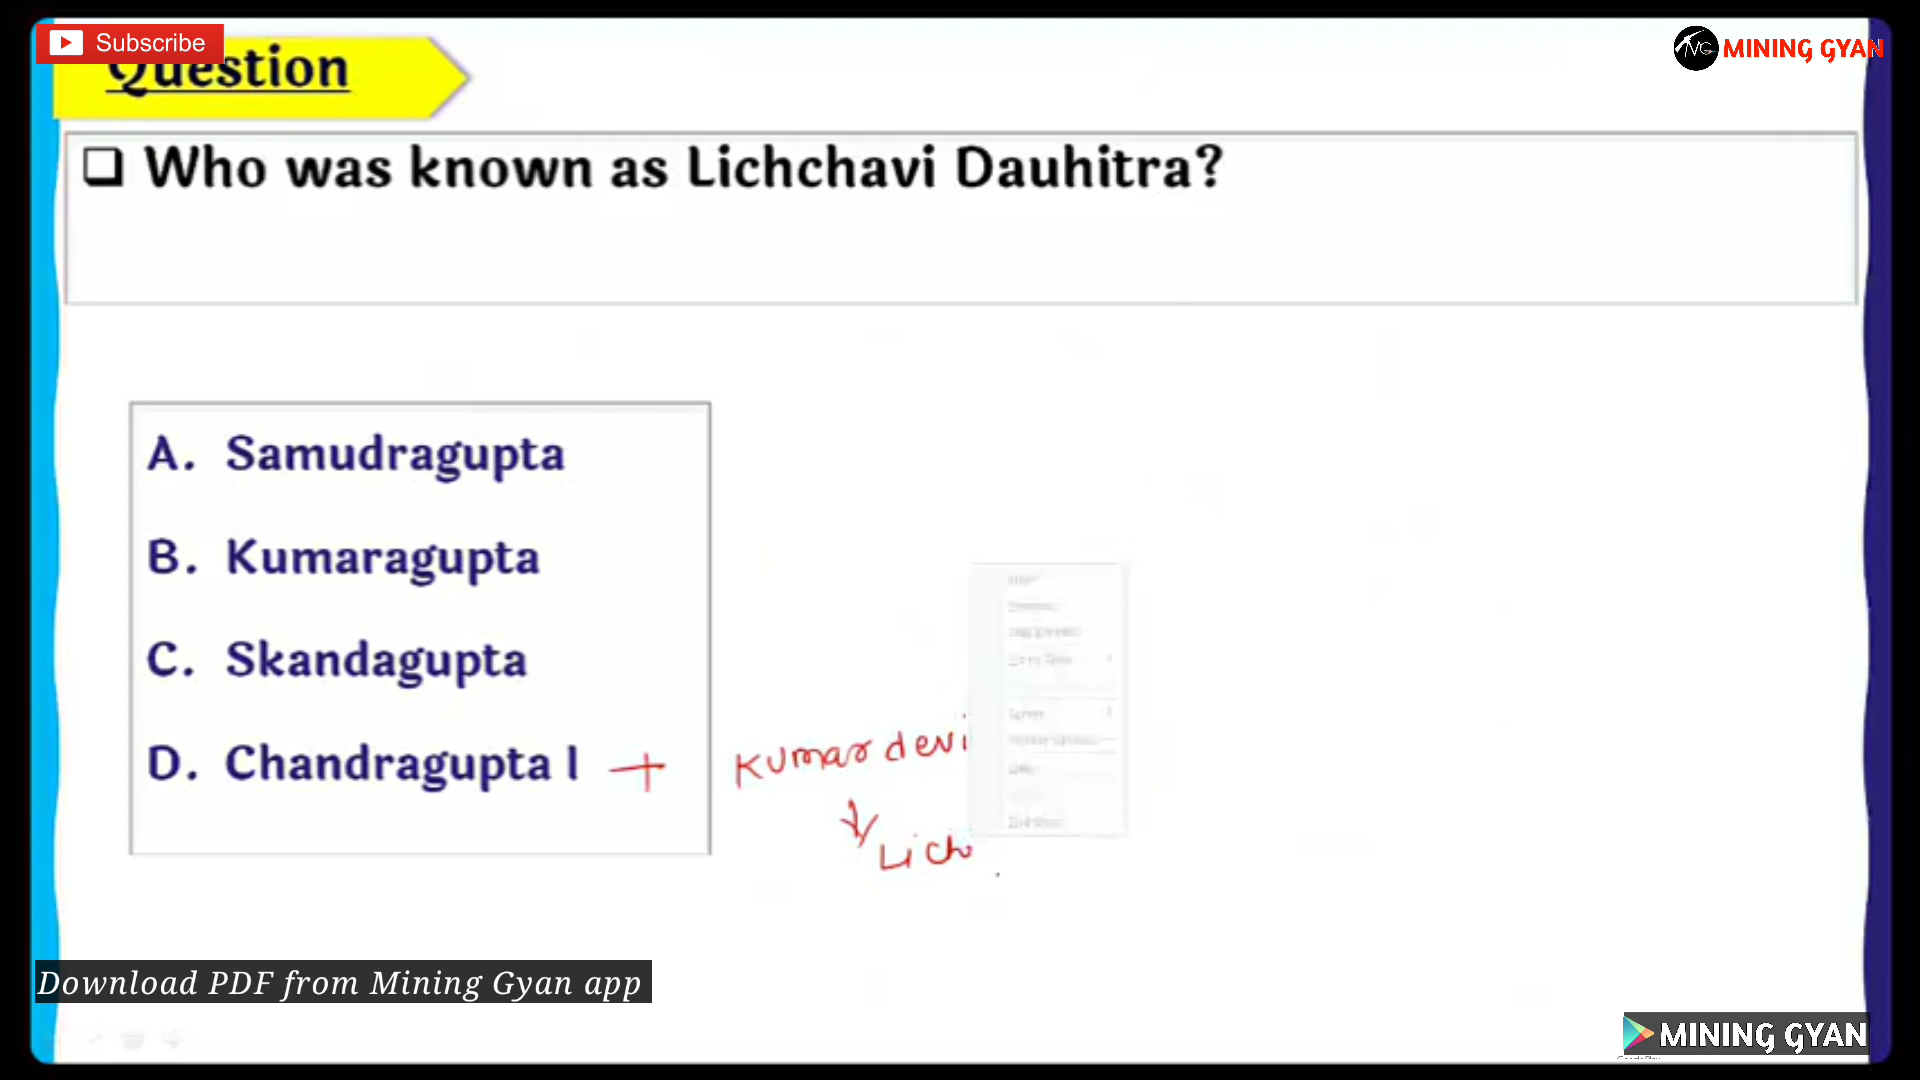 Subscribe
MINING GYAN
Question
Who was known as Lichchavi Dauhitra?
A. Samudragupta
B. Kumaragupta
C. Skandagupta
D. Chandragupta I + Kumar devi
Lich
Download PDF from Mining Gyan app
MINING GYAN